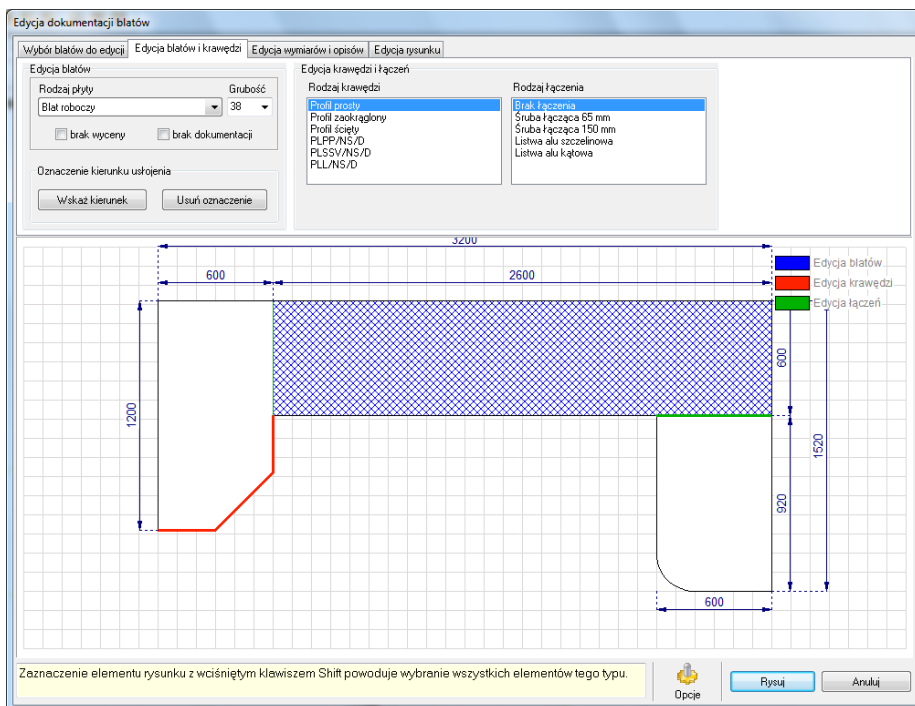 Edycja dokumentacji blatów
Wybór blatów do edycji Edycja blatów i krawędzi Edycja wymiarów i opisów Edycja rysunku
Edycja blatów
Rodzaj płyty Grubość
Blat roboczy 38
brak wyceny brak dokumentacji
Oznaczenie kierunku usłojenia
Wskaż kierunek Usuń oznaczenie
Edycja krawędzi i łączeń
Rodzaj krawędzi
Profil prosty
Profil zaokrąglony
Profil ścięty
PLPP/NS/D
PLSSV/NS/D
PLL/NS/D
Rodzaj łączenia
Brak łączenia
Śruba łącząca 65 mm
Śruba łącząca 150 mm
Listwa alu szczelinowa
Listwa alu kątowa
3200
600 2600
Edycja blatów
Edycja krawędzi
Edycja łączeń
600
1200
1520
920
600
Zaznaczenie elementu rysunku z wciśniętym klawiszem Shift powoduje wybranie wszystkich elementów tego typu.
Opcje
Rysuj
Anuluj